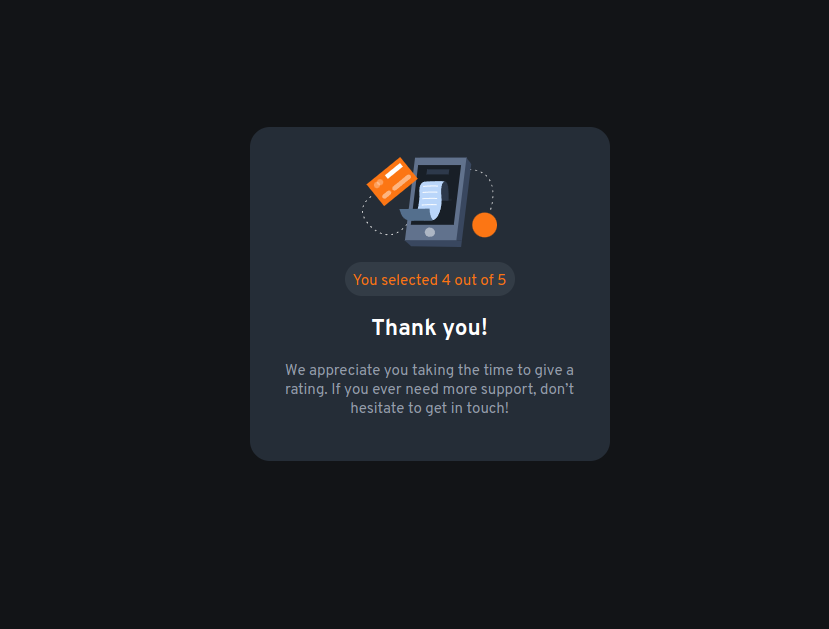 You selected 4 out of 5
Thank you!
We appreciate you taking the time to give a
rating. If you ever need more support, don’t
hesitate to get in touch!